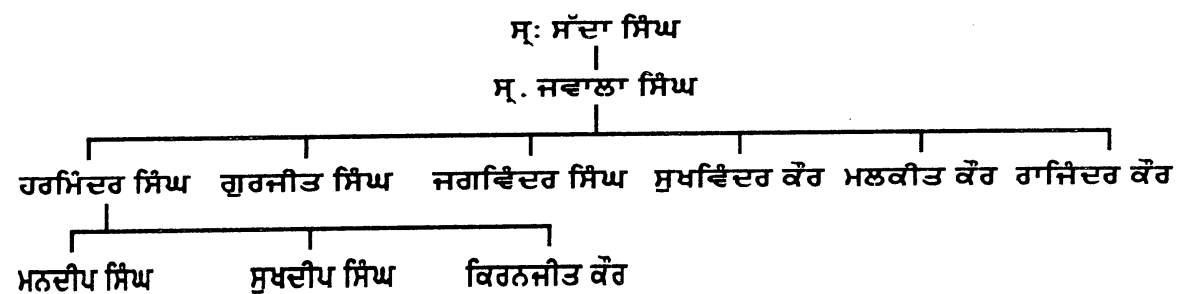 ਸ੍ਰ: ਸੱਦਾ ਸਿੰਘ
ਸ੍ਰ. ਜਵਾਲਾ ਸਿੰਘ
ਹਰਮਿੰਦਰ ਸਿੰਘ ਗੁਰਜੀਤ ਸਿੰਘ ਜਗਵਿੰਦਰ ਸਿੰਘ ਸੁਖਵਿੰਦਰ ਕੌਰ ਮਲਕੀਤ ਕੌਰ ਰਾਜਿੰਦਰ ਕੌਰ
ਮਨਦੀਪ ਸਿੰਘ ਸੁਖਦੀਪ ਸਿੰਘ ਕਿਰਨਜੀਤ ਕੌਰ